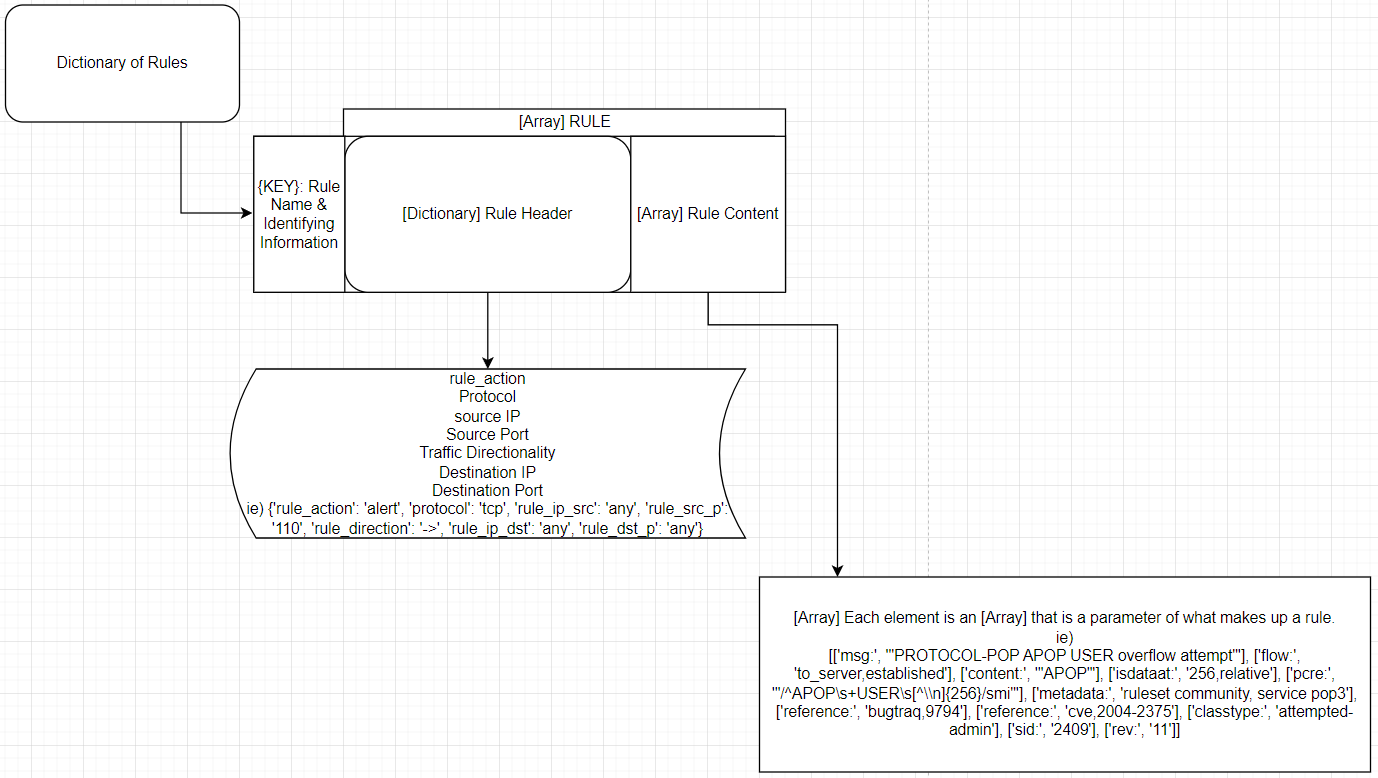 Dictionary of Rules
[Array] RULE
{KEY}: Rule
Name &
Identifying
Information
[Dictionary] Rule Header
[Array] Rule Content
rule_action
Protocol
source IP
Source Port
Traffic Directionality
Destination IP
Destination Port
ie) {'rule_action': 'alert', 'protocol': 'tcp', 'rule_ip_src': 'any', 'rule_src_p':
'110', 'rule_direction': '->', 'rule_ip_dst': 'any', 'rule_dst_p': 'any'}
[Array] Each element is an [Array] that is a parameter of what makes up a rule.
ie)
[['msg:', '"PROTOCOL-POP APOP USER overflow attempt"'], ['flow:',
'to_server,established'], ['content:', '"APOP"'], ['isdataat:', '256,relative'], ['pcre:',
'"/^APOP\s+USER\s[^\\n]{256}/smi"'], ['metadata:', 'ruleset community, service pop3'],
['reference:', 'bugtraq,9794'], ['reference:', 'cve,2004-2375'], ['classtype:', 'attempted-
admin'], ['sid:', '2409'], ['rev:', '11']]